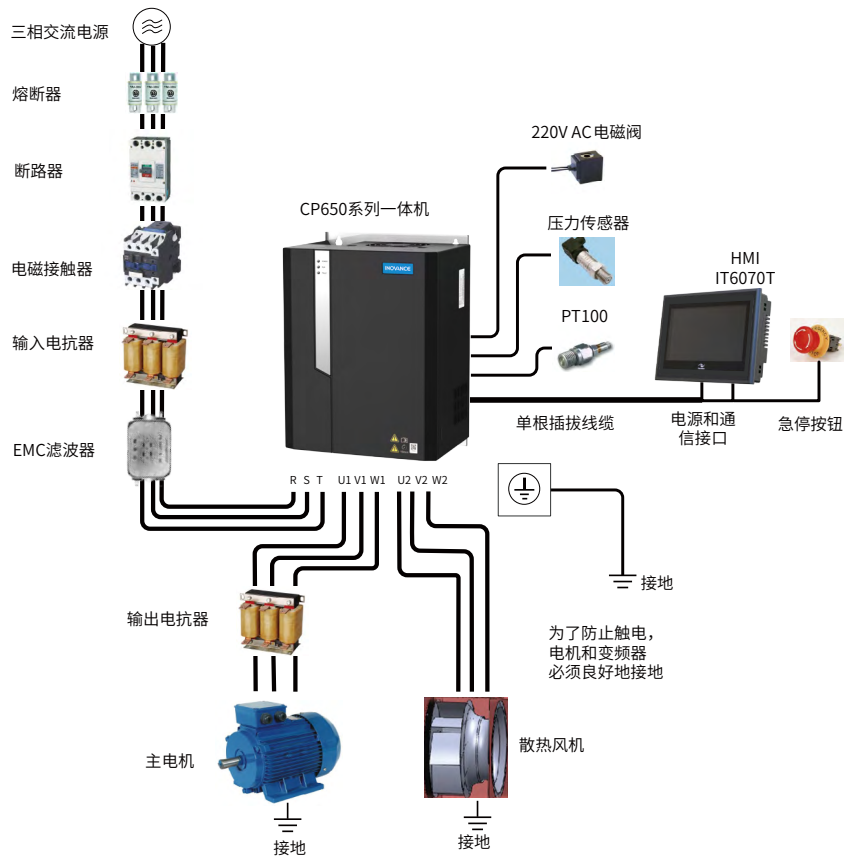 三相交流电源
熔断器
断路器
电磁接触器
输入电抗器
EMC滤波器
CP650系列一体机
INOVANCE
220V AC电磁阀
压力传感器
PT100
HMI
IT6070T
单根插拔线缆
电源和通
信接口
急停按钮
R S T U1 V1 W1 U2 V2 W2
接地
输出电抗器
为了防止触电，
电机和变频器
必须良好地接地
主电机
散热风机
接地
接地